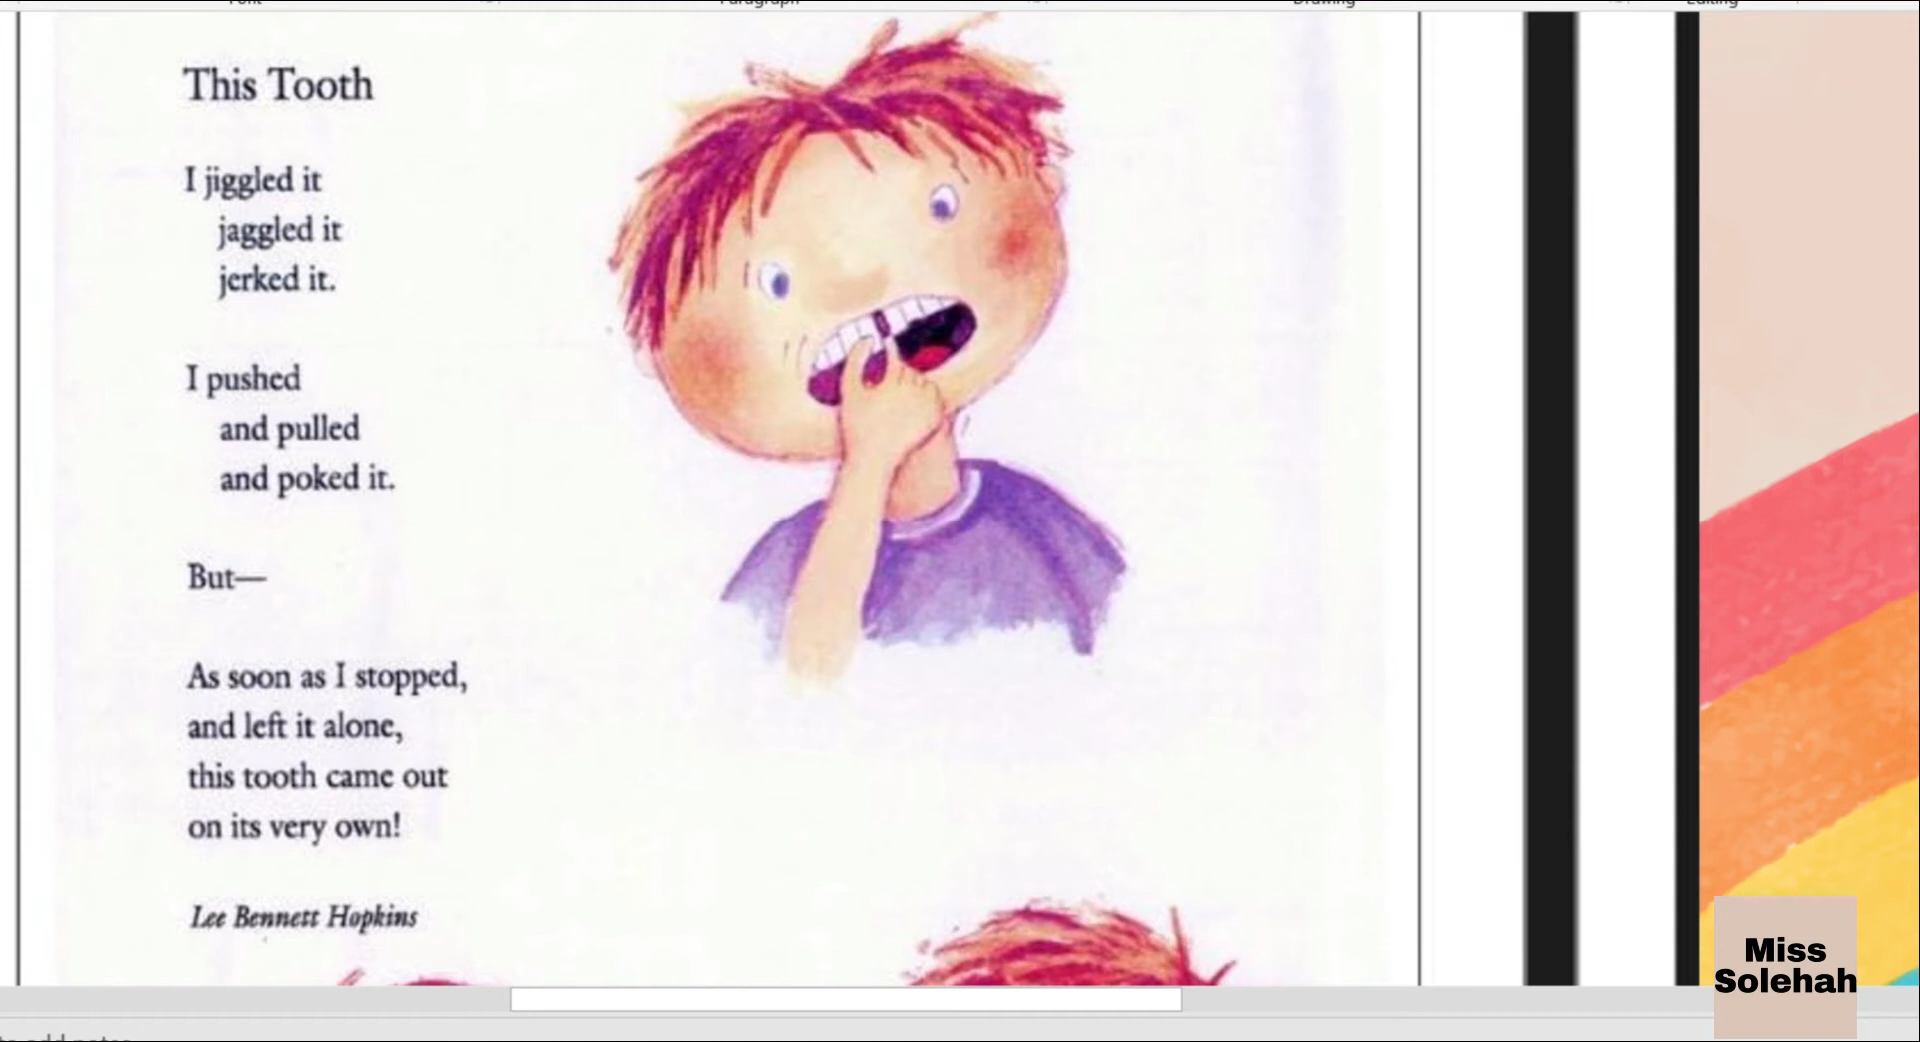 This Tooth
I jiggled it
jaggled it
jerked it.
I pushed
and pulled
and poked it.
But—
As soon as I stopped,
and left it alone,
this tooth came out
on its very own!
Lee Bennett Hopkins
Miss
Solehah